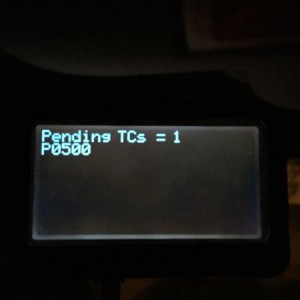 Pending TCs = 1
P0500